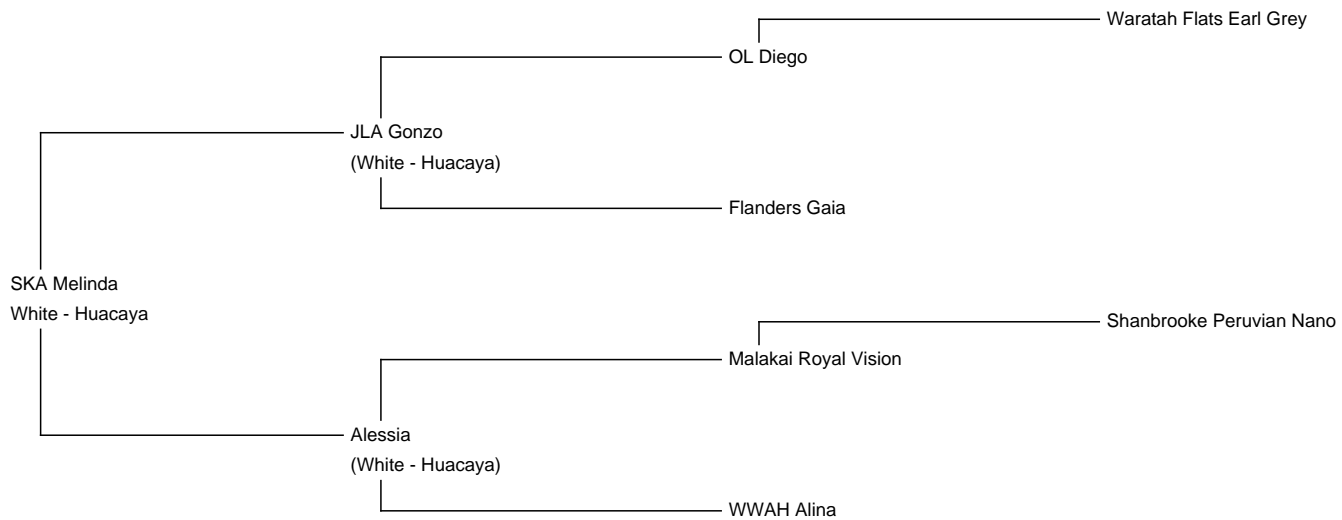 Waratah Flats Earl Grey
OL Diego
JLA Gonzo
(White - Huacaya)
Flanders Gaia
SKA Melinda
White - Huacaya
Shanbrooke Peruvian Nano
Malakai Royal Vision
Alessia
(White - Huacaya)
WWAH Alina